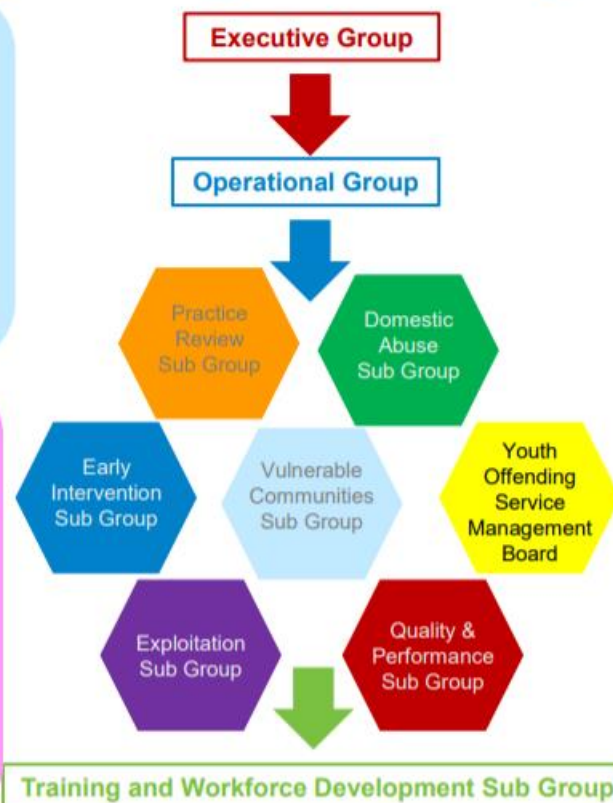 Executive Group
Operational Group
Practice
Review
Sub Group
Domestic
Abuse
Sub Group
Early
Intervention
Sub Group
Vulnerable
Communities
Sub Group
Youth
Offending
Service
Management
Board
Exploitation
Sub Group
Quality &
Performance
Sub Group
Training and Workforce Development Sub Group